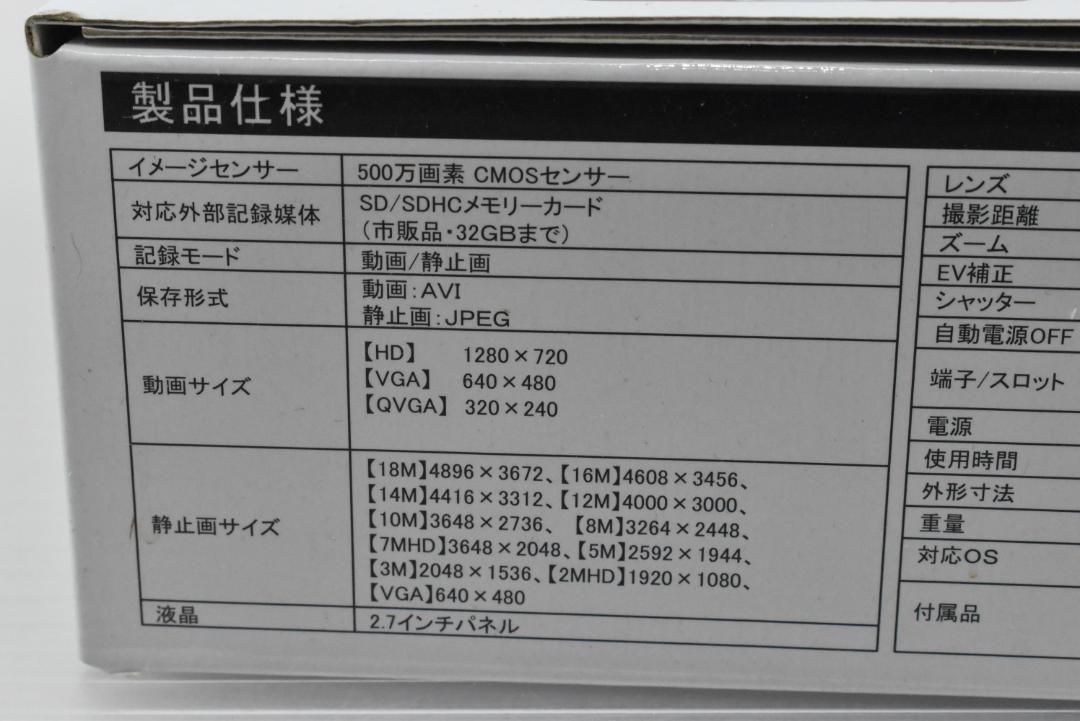 製品仕様
イメージセンサー
500万画素 CMOSセンサー
対応外部記録媒体
SD/SDHCメモリーカード
(市販品・32GBまで)
記録モード
動画/静止画
保存形式
動画:AVI
静止画:JPEG
動画サイズ
【HD】 1280×720
【VGA】 640×480
【QVGA】 320×240
静止画サイズ
【18M】4896×3672、【16M】4608×3456、
【14M】4416×3312、【12M】4000×3000、
【10M】3648×2736、 【8M】3264×2448、
【7MHD】3648×2048、【5M】2592×1944、
【3M】2048×1536、【2MHD】1920×1080、
【VGA】640×480
液晶
2.7インチパネル
レンズ
撮影距離
ズーム
EV補正
シャッター
自動電源OFF
端子/スロット
電源
使用時間
外形寸法
重量
対応OS
付属品